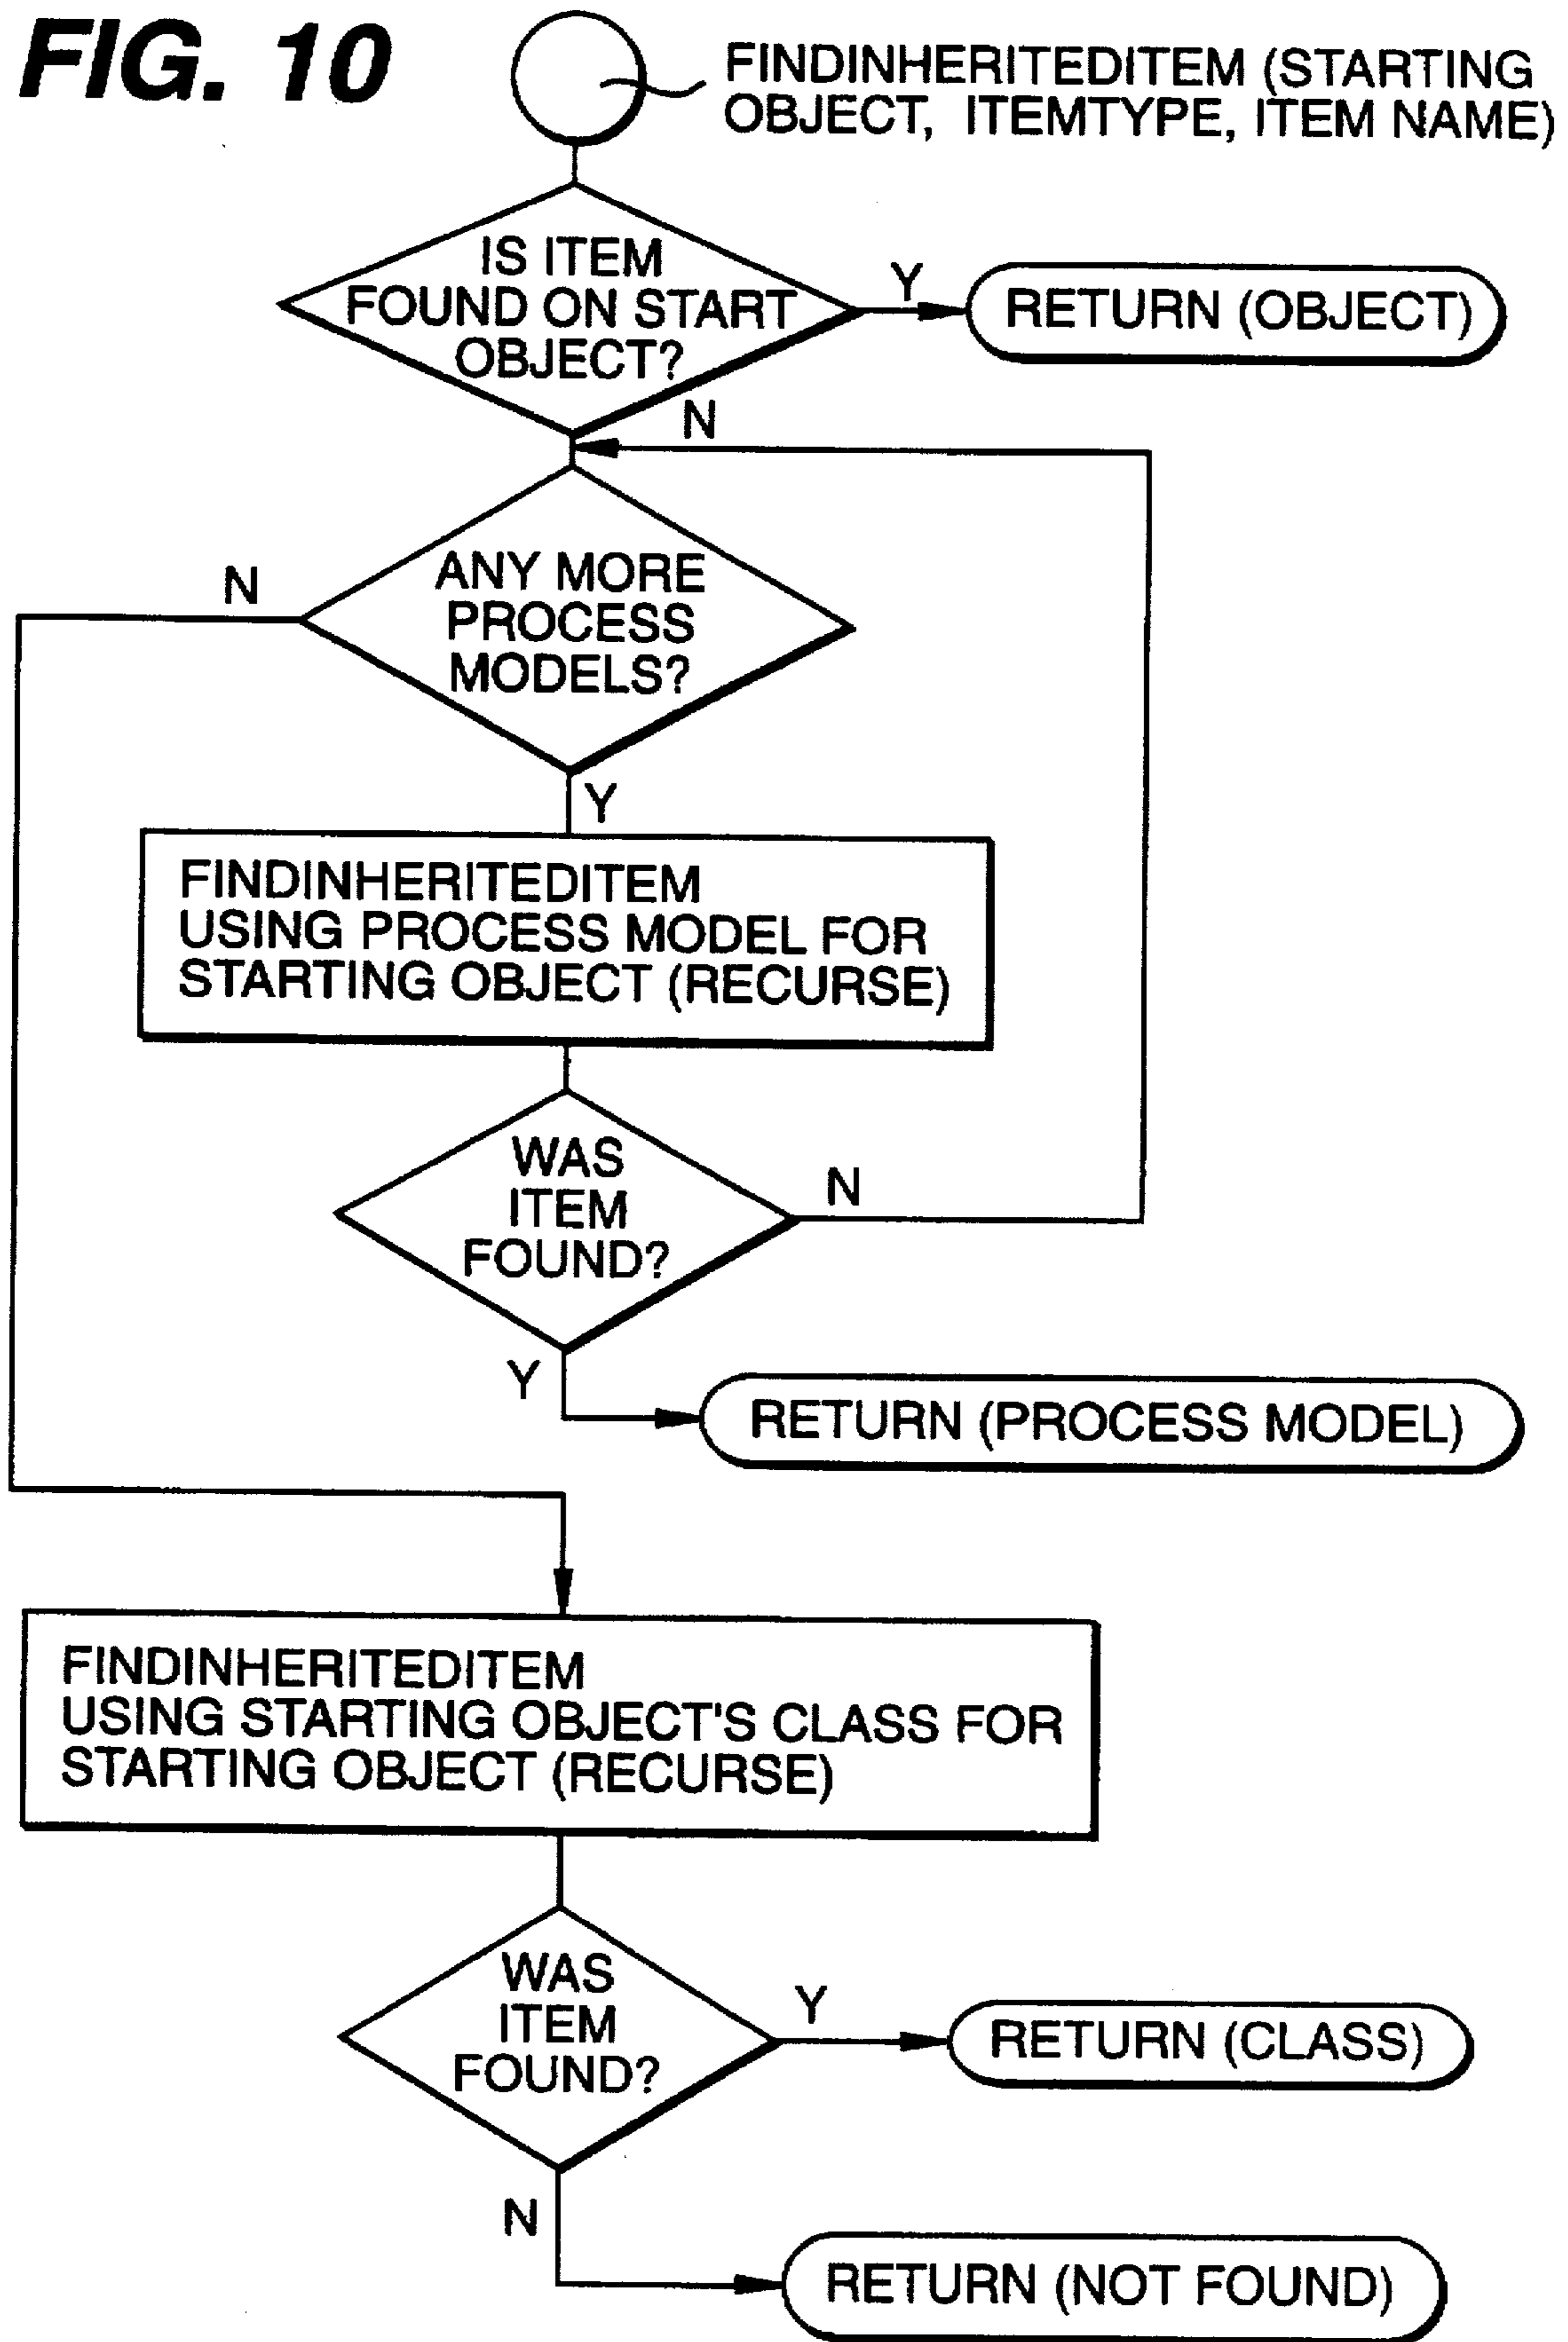 FIG. 10
FINDINHERITEDITEM (STARTING
OBJECT, ITEMTYPE, ITEM NAME)
IS ITEM
FOUND ON START
OBJECT?
Y
RETURN (OBJECT)
N
ANY MORE
PROCESS
MODELS?
N
Y
FINDINHERITEDITEM
USING PROCESS MODEL FOR
STARTING OBJECT (RECURSE)
WAS
ITEM
FOUND?
N
Y
RETURN (PROCESS MODEL)
FINDINHERITEDITEM
USING STARTING OBJECT'S CLASS FOR
STARTING OBJECT (RECURSE)
WAS
ITEM
FOUND?
Y
RETURN (CLASS)
N
RETURN (NOT FOUND)